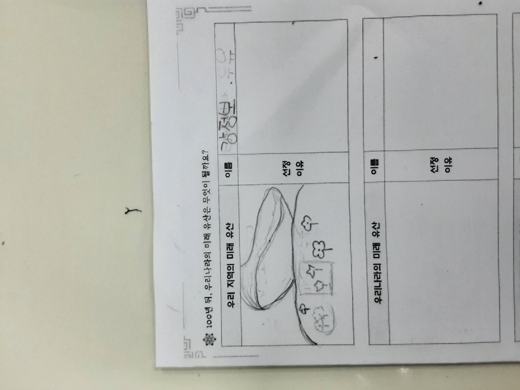 100년 뒤, 우리나라의 미래 유산은 무엇이 될까요?
우리 지역의 미래 유산
이름
강정보
선정
이유
우리나라의 미래 유산
이름
선정
이유